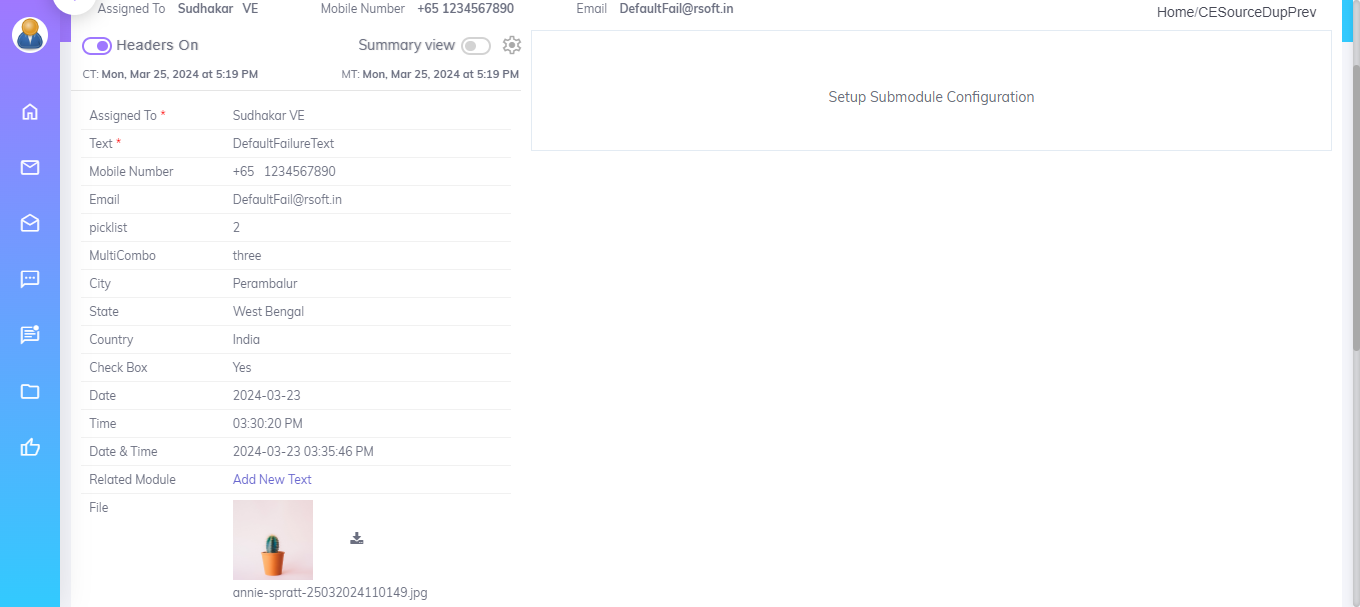 Assigned To Sudhakar VE Mobile Number +65 1234567890 Email DefaultFail@rsoft.in
Home/CESourceDupPrev
Headers On Summary view
CT: Mon, Mar 25, 2024 at 5:19 PM MT: Mon, Mar 25, 2024 at 5:19 PM
Setup Submodule Configuration
Assigned To * Sudhakar VE
Text * DefaultFailureText
Mobile Number +65 1234567890
Email DefaultFail@rsoft.in
picklist 2
MultiCombo three
City Perambalur
State West Bengal
Country India
Check Box Yes
Date 2024-03-23
Time 03:30:20 PM
Date & Time 2024-03-23 03:35:46 PM
Related Module Add New Text
File
annie-spratt-25032024110149.jpg